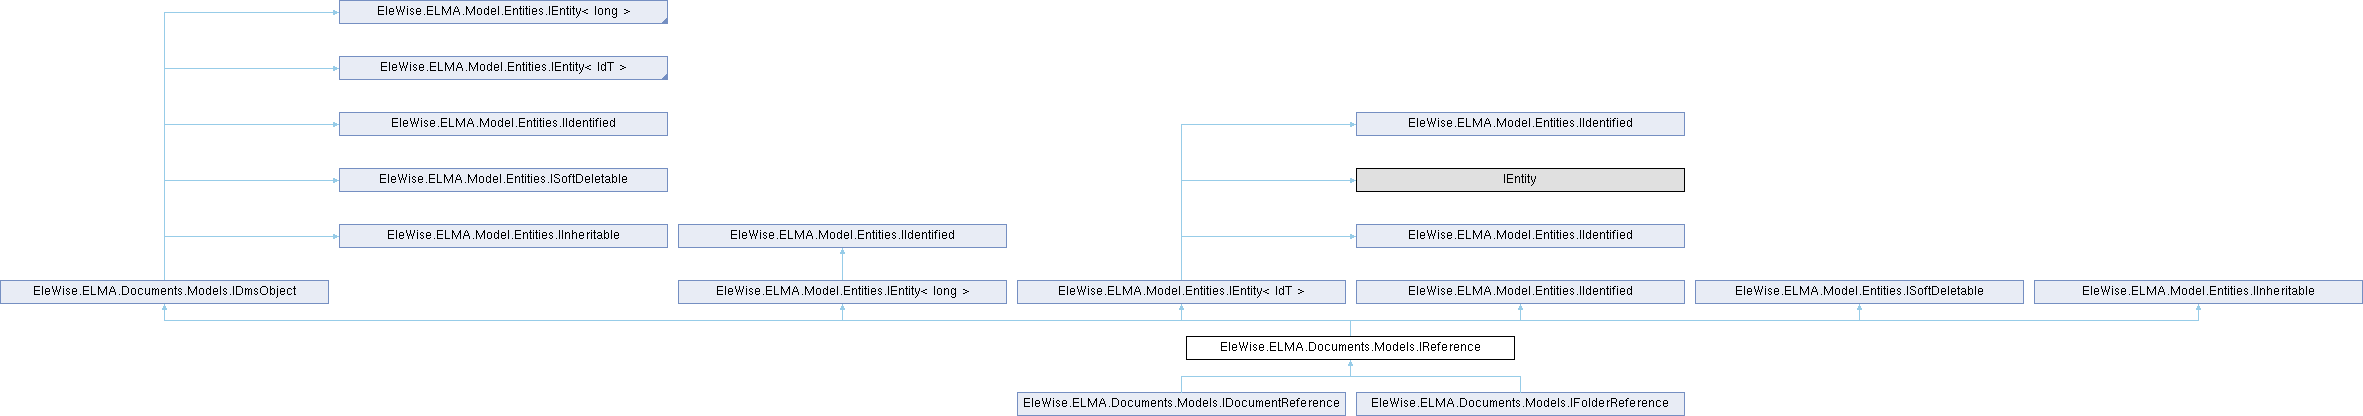 EleWise.ELMA.Model.Entities.IEntity< long >
EleWise.ELMA.Model.Entities.IEntity< IdT >
EleWise.ELMA.Model.Entities.IIdentified
EleWise.ELMA.Model.Entities.IIdentified
EleWise.ELMA.Model.Entities.ISoftDeletable
IEntity
EleWise.ELMA.Model.Entities.IInheritable
EleWise.ELMA.Model.Entities.IIdentified
EleWise.ELMA.Model.Entities.IIdentified
EleWise.ELMA.Documents.Models.IDmsObject
EleWise.ELMA.Model.Entities.IEntity< long >
EleWise.ELMA.Model.Entities.IEntity< IdT >
EleWise.ELMA.Model.Entities.IIdentified
EleWise.ELMA.Model.Entities.ISoftDeletable
EleWise.ELMA.Model.Entities.IInheritable
EleWise.ELMA.Documents.Models.IReference
EleWise.ELMA.Documents.Models.IDocumentReference
EleWise.ELMA.Documents.Models.IFolderReference